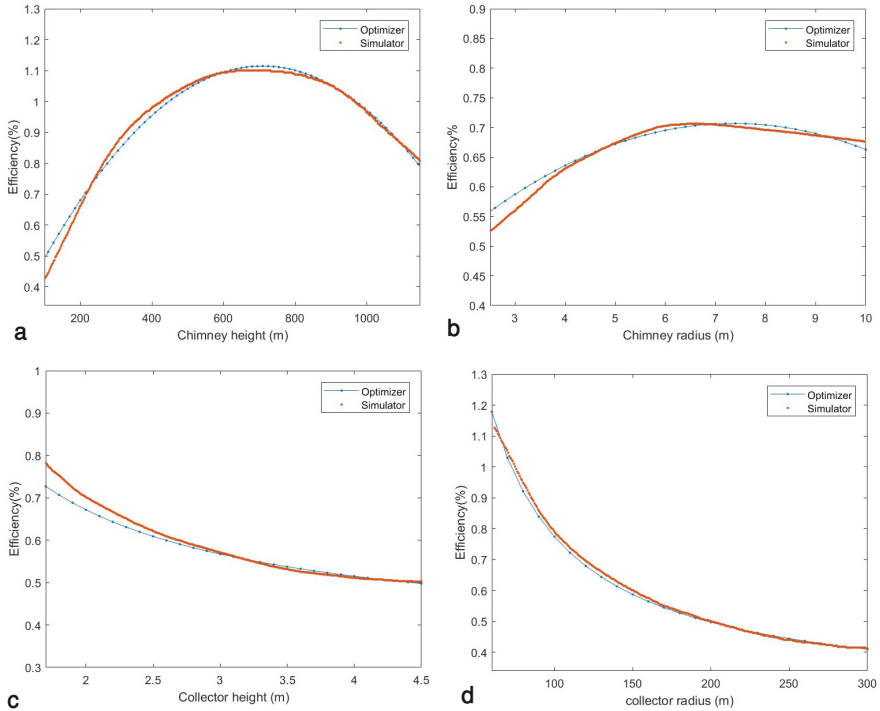 1.3
1.2
1.1
1
0.9
0.8
0.7
0.6
0.5
0.4
Efficiency(%)
200 400 600 800 1000
Chimney height (m)
Optimizer
Simulator
a
0.9
0.85
0.8
0.75
0.7
0.65
0.6
0.55
0.5
0.45
0.4
Efficiency%
3 4 5 6 7 8 9 10
Chimney radius (m)
Optimizer
Simulator
b
1
0.9
0.8
0.7
0.6
0.5
0.4
0.3
Efficiency(%)
2 2.5 3 3.5 4 4.5
Collector height (m)
Optimizer
Simulator
c
1.3
1.2
1.1
1
0.9
0.8
0.7
0.6
0.5
0.4
Efficiency(%)
100 150 200 250 300
collector radius (m)
Optimizer
Simulator
d